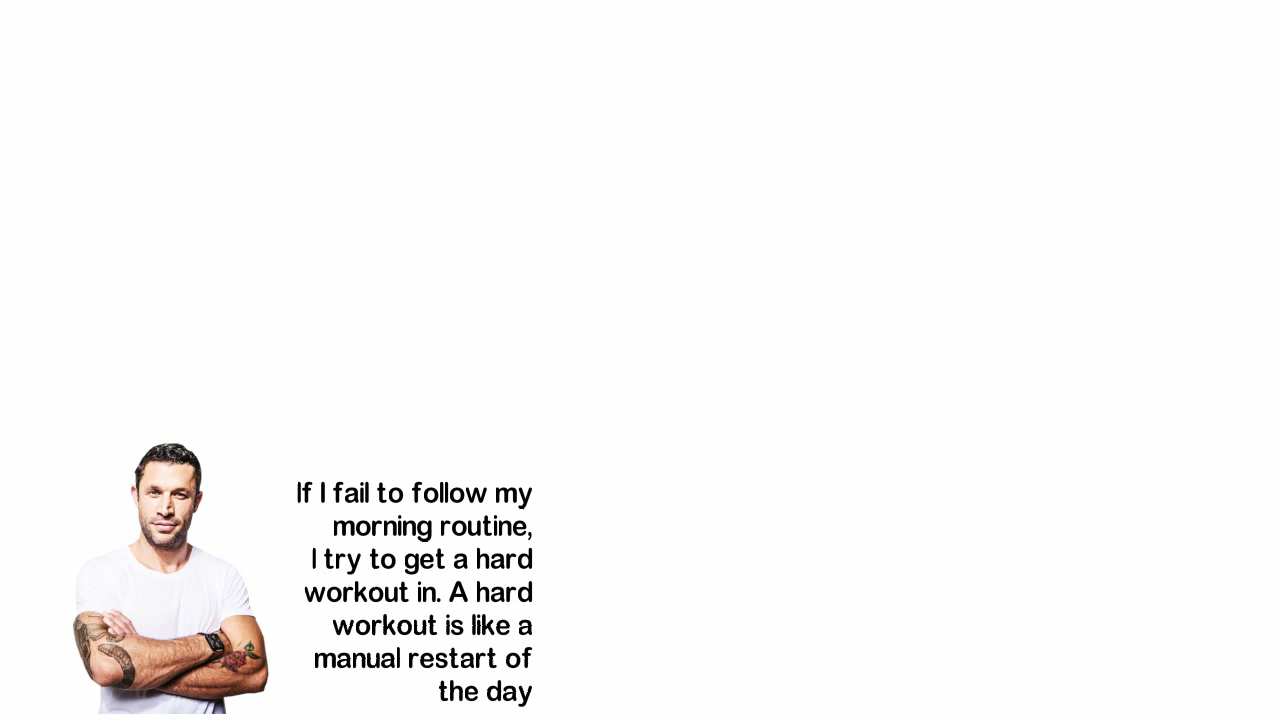 If I fail to follow my
morning routine,
I try to get a hard
workout in. A hard
workout is like a
manual restart of
the day